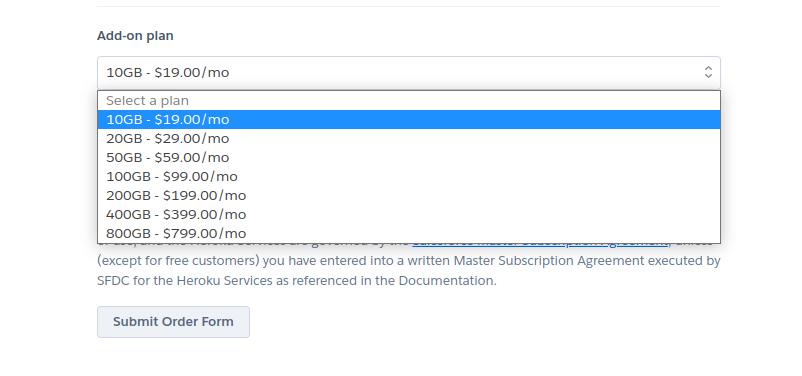 Add-on plan
10GB - $19.00/mo
Select a plan
10GB - $19.00/mo
20GB - $29.00/mo
50GB - $59.00/mo
100GB - $99.00/mo
200GB - $199.00/mo
400GB - $399.00/mo
800GB - $799.00/mo
(except for free customers) you have entered into a written Master Subscription Agreement executed by
SFDC for the Heroku Services as referenced in the Documentation.
Submit Order Form